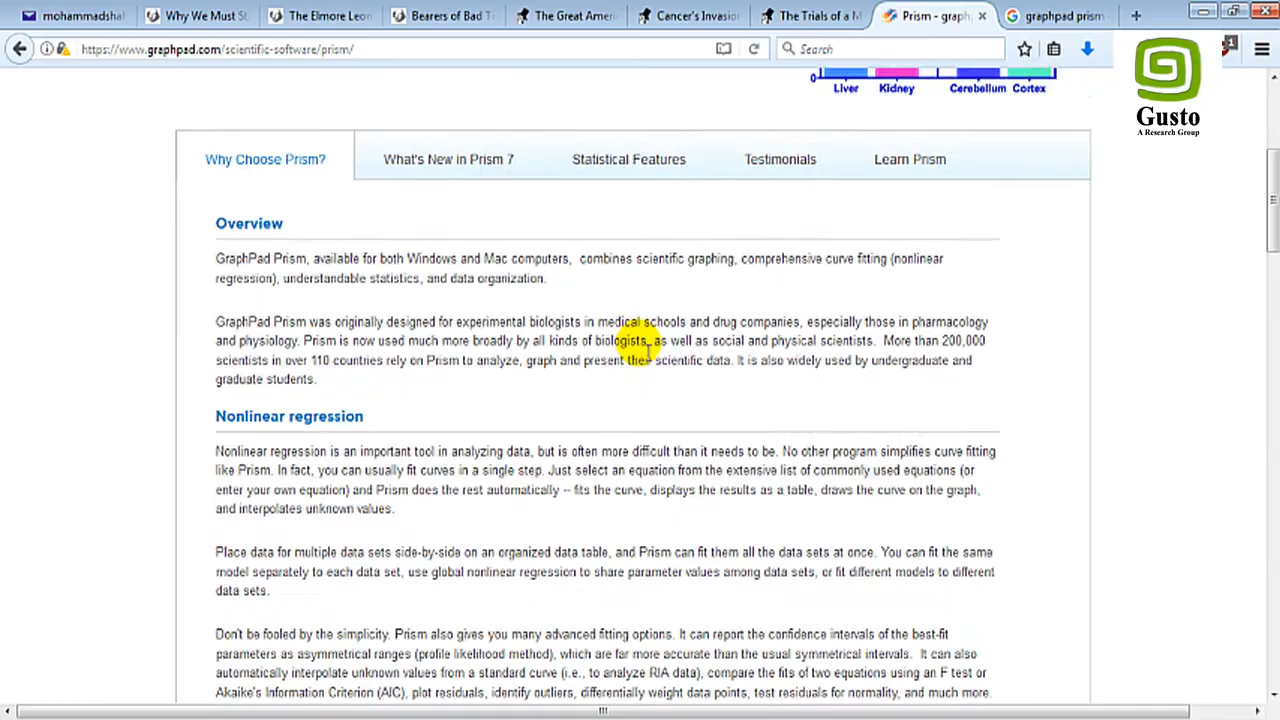 mohammadshal
Why We Must St
The Elmore Leon
Bearers of Bad T
The Great Ameri
Cancer's Invasio
The Trials of a M
Prism - graph
graphpad prism
https://www.graphpad.com/scientific-software/prism/
Search
1
Gusto
A Research Group
0
Liver Kidney Cerebellum Cortex
Why Choose Prism? What's New in Prism 7 Statistical Features Testimonials Learn Prism
Overview
GraphPad Prism, available for both Windows and Mac computers, combines scientific graphing, comprehensive curve fitting (nonlinear
regression), understandable statistics, and data organization.
GraphPad Prism was originally designed for experimental biologists in medical schools and drug companies, especially those in pharmacology
and physiology. Prism is now used much more broadly by all kinds of biologists, as well as social and physical scientists. More than 200,000
scientists in over 110 countries rely on Prism to analyze, graph and present their scientific data. It is also widely used by undergraduate and
graduate students.
Nonlinear regression
Nonlinear regression is an important tool in analyzing data, but is often more difficult than it needs to be. No other program simplifies curve fitting
like Prism. In fact, you can usually fit curves in a single step. Just select an equation from the extensive list of commonly used equations (or
enter your own equation) and Prism does the rest automatically -- fits the curve, displays the results as a table, draws the curve on the graph,
and interpolates unknown values.
Place data for multiple data sets side-by-side on an organized data table, and Prism can fit them all the data sets at once. You can fit the same
model separately to each data set, use global nonlinear regression to share parameter values among data sets, or fit different models to different
data sets.
Don't be fooled by the simplicity. Prism also gives you many advanced fitting options. It can report the confidence intervals of the best-fit
parameters as asymmetrical ranges (profile likelihood method), which are far more accurate than the usual symmetrical intervals. It can also
automatically interpolate unknown values from a standard curve (i.e., to analyze RIA data), compare the fits of two equations using an F test or
Akaike's Information Criterion (AIC), plot residuals, identify outliers, differentially weight data points, test residuals for normality, and much more.